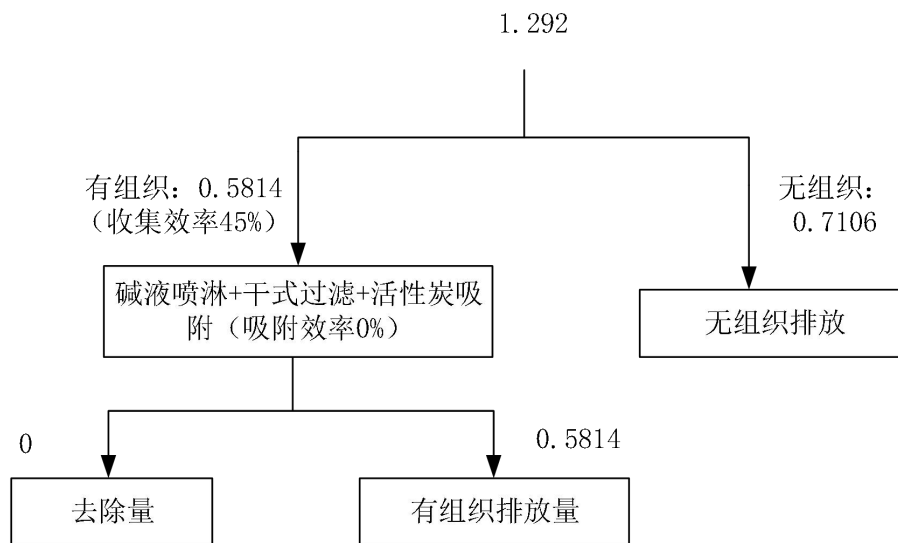 1.292
有组织：0.5814
（收集效率45%）
无组织：
0.7106
碱液喷淋+干式过滤+活性炭吸
附（吸附效率0%）
无组织排放
0
0.5814
去除量
有组织排放量